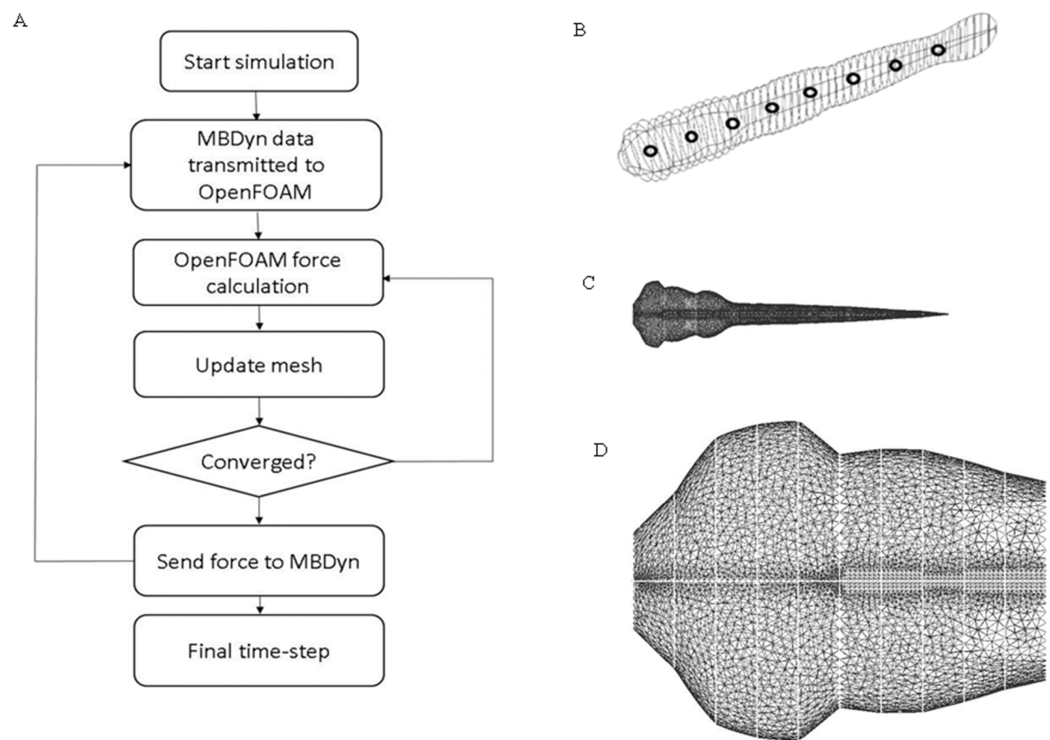 A
Start simulation
MBDyn data
transmitted to
OpenFOAM
OpenFOAM force
calculation
Update mesh
Converged?
Send force to MBDyn
Final time-step
B
C
D